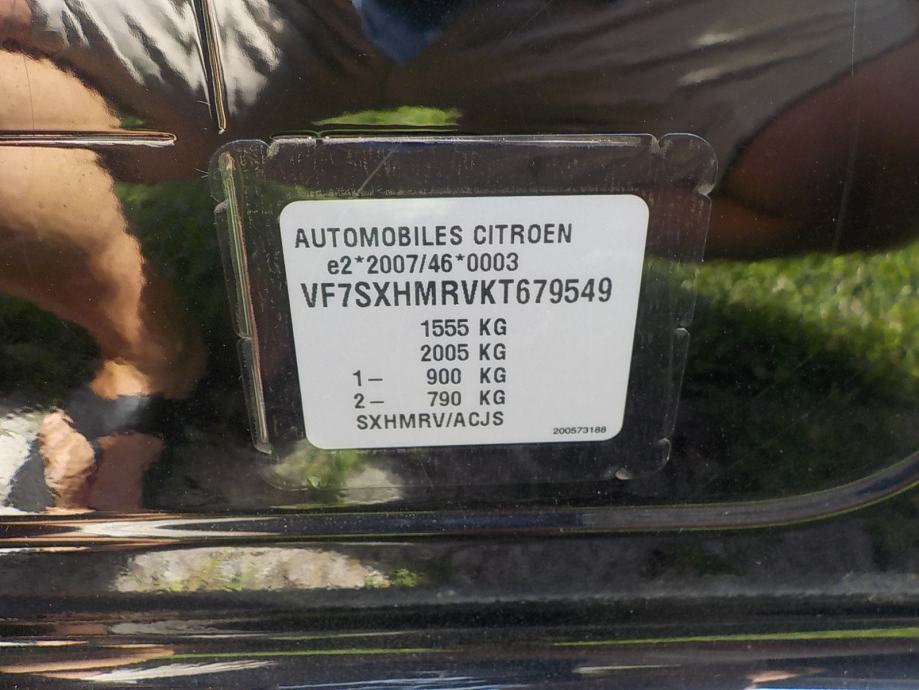 AUTOMOBILES CITROEN
e2*2007/46*0003
VF7SXHMRVKT679549
1555 KG
2005 KG
1– 900 KG
2– 790 KG
SXHMRV/ACJS
200573188